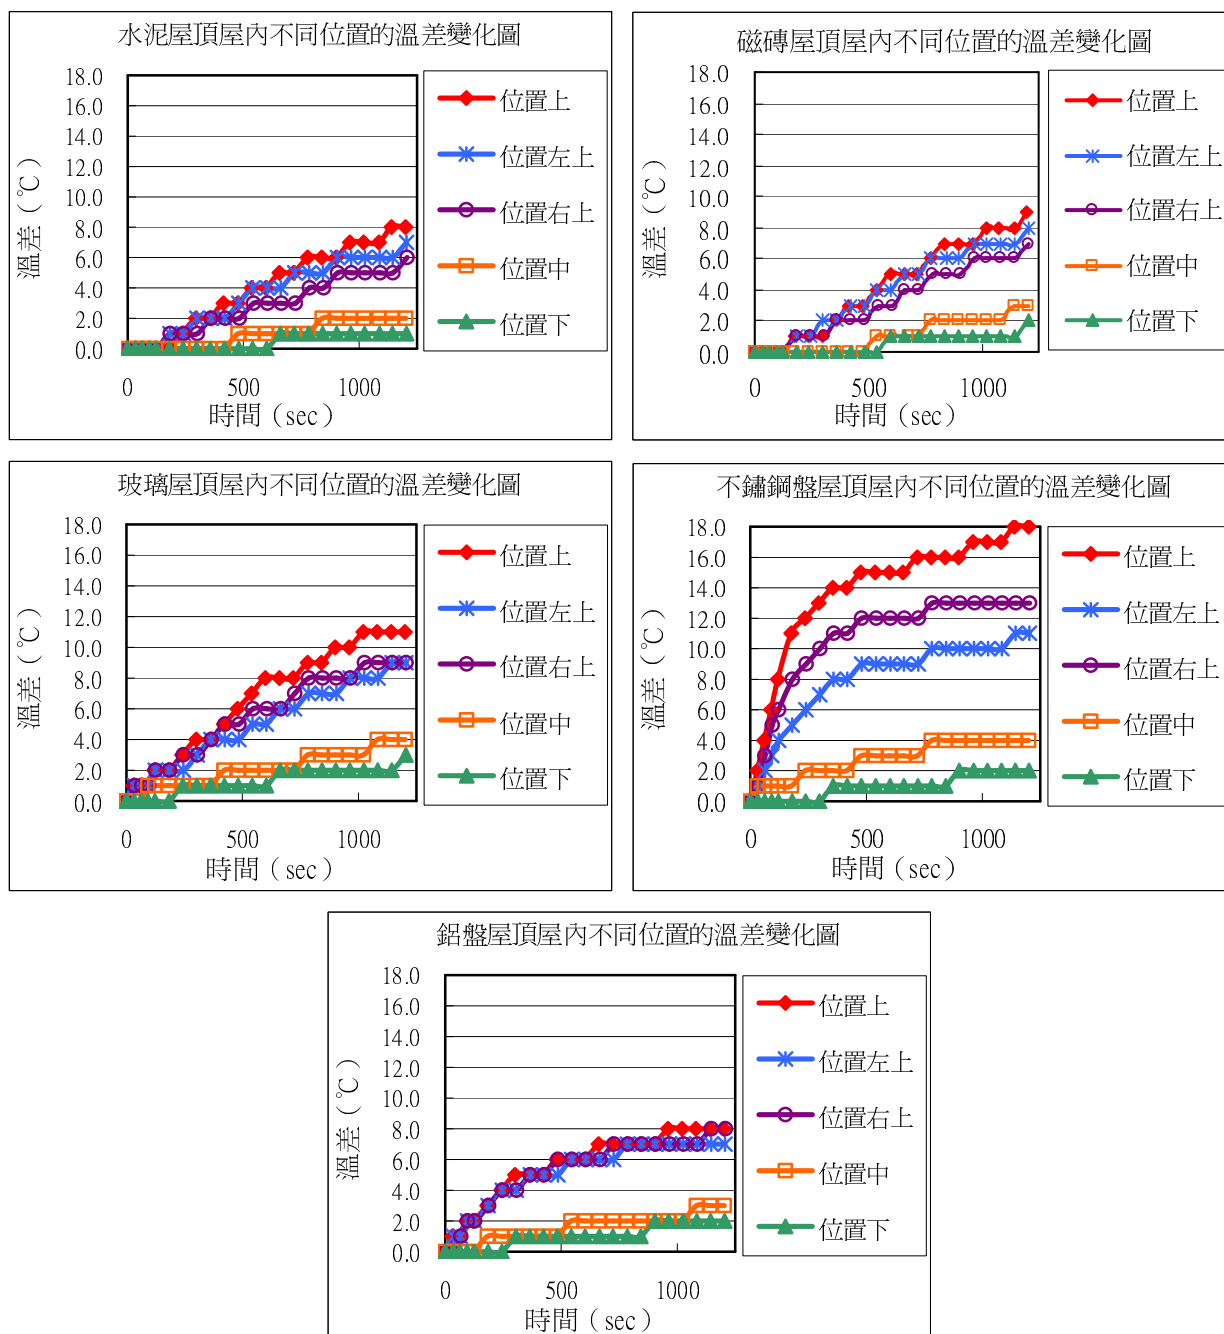 水泥屋頂屋內不同位置的溫差變化圖
18.0
16.0
14.0
12.0
10.0
8.0
6.0
4.0
2.0
0.0
溫差（℃）
0 500 1000
時間（sec）
位置上
位置左上
位置右上
位置中
位置下
磁磚屋頂屋內不同位置的溫差變化圖
18.0
16.0
14.0
12.0
10.0
8.0
6.0
4.0
2.0
0.0
溫差（℃）
0 500 1000
時間（sec）
位置上
位置左上
位置右上
位置中
位置下
玻璃屋頂屋內不同位置的溫差變化圖
18.0
16.0
14.0
12.0
10.0
8.0
6.0
4.0
2.0
0.0
溫差（℃）
0 500 1000
時間（sec）
位置上
位置左上
位置右上
位置中
位置下
不鏽鋼盤屋頂屋內不同位置的溫差變化圖
18.0
16.0
14.0
12.0
10.0
8.0
6.0
4.0
2.0
0.0
溫差（℃）
0 500 1000
時間（sec）
位置上
位置左上
位置右上
位置中
位置下
鋁盤屋頂屋內不同位置的溫差變化圖
18.0
16.0
14.0
12.0
10.0
8.0
6.0
4.0
2.0
0.0
溫差（℃）
0 500 1000
時間（sec）
位置上
位置左上
位置右上
位置中
位置下